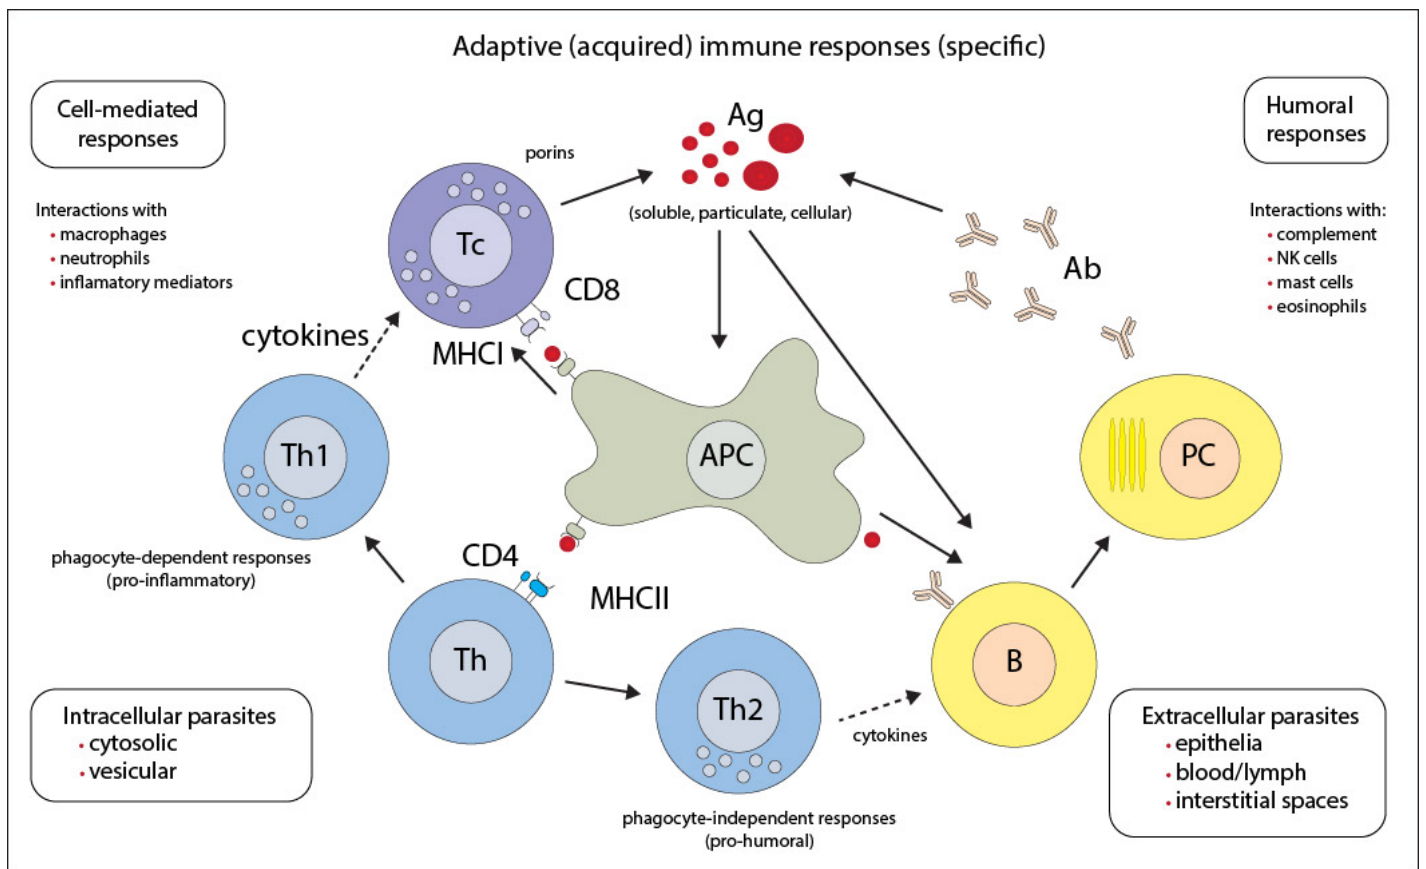 Adaptive (acquired) immune responses (specific)
Cell-mediated
responses
Ag
Humoral
responses
porins
Interactions with
• macrophages
• neutrophils
• inflamatory mediators
(soluble, particulate, cellular)
Interactions with:
• complement
• NK cells
• mast cells
• eosinophils
Tc
Ab
CD8
cytokines
MHCI
Th1
APC
PC
phagocyte-dependent responses
(pro-inflammatory)
CD4
MHCII
Th
B
Th2
cytokines
Intracellular parasites
• cytosolic
• vesicular
Extracellular parasites
• epithelia
• blood/lymph
• interstitial spaces
phagocyte-independent responses
(pro-humoral)